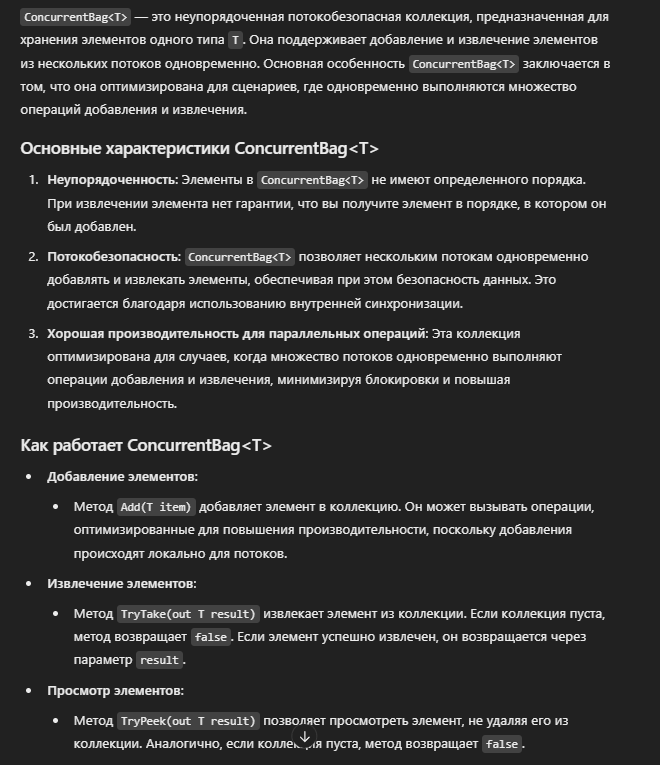 ConcurrentBag<T> — это неупорядоченная потокобезопасная коллекция, предназначенная для
хранения элементов одного типа T. Она поддерживает добавление и извлечение элементов
из нескольких потоков одновременно. Основная особенность ConcurrentBag<T> заключается в
том, что она оптимизирована для сценариев, где одновременно выполняются множество
операций добавления и извлечения.
Основные характеристики ConcurrentBag<T>
1. Неупорядоченность: Элементы в ConcurrentBag<T> не имеют определенного порядка.
При извлечении элемента нет гарантии, что вы получите элемент в порядке, в котором он
был добавлен.
2. Потокобезопасность: ConcurrentBag<T> позволяет нескольким потокам одновременно
добавлять и извлекать элементы, обеспечивая при этом безопасность данных. Это
достигается благодаря использованию внутренней синхронизации.
3. Хорошая производительность для параллельных операций: Эта коллекция
оптимизирована для случаев, когда множество потоков одновременно выполняют
операции добавления и извлечения, минимизируя блокировки и повышая
производительность.
Как работает ConcurrentBag<T>
• Добавление элементов:
• Метод Add(T item) добавляет элемент в коллекцию. Он может вызывать операции,
оптимизированные для повышения производительности, поскольку добавления
происходят локально для потоков.
• Извлечение элементов:
• Метод TryTake(out T result) извлекает элемент из коллекции. Если коллекция пуста,
метод возвращает false. Если элемент успешно извлечен, он возвращается через
параметр result.
• Просмотр элементов:
• Метод TryPeek(out T result) позволяет просмотреть элемент, не удаляя его из
коллекции. Аналогично, если коллекция пуста, метод возвращает false.